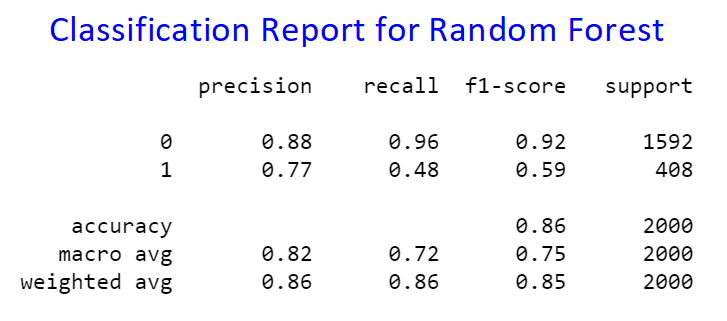 Classification Report for Random Forest
precision recall f1-score support
0 0.88 0.96 0.92 1592
1 0.77 0.48 0.59 408
accuracy 0.86 2000
macro avg 0.82 0.72 0.75 2000
weighted avg 0.86 0.86 0.85 2000